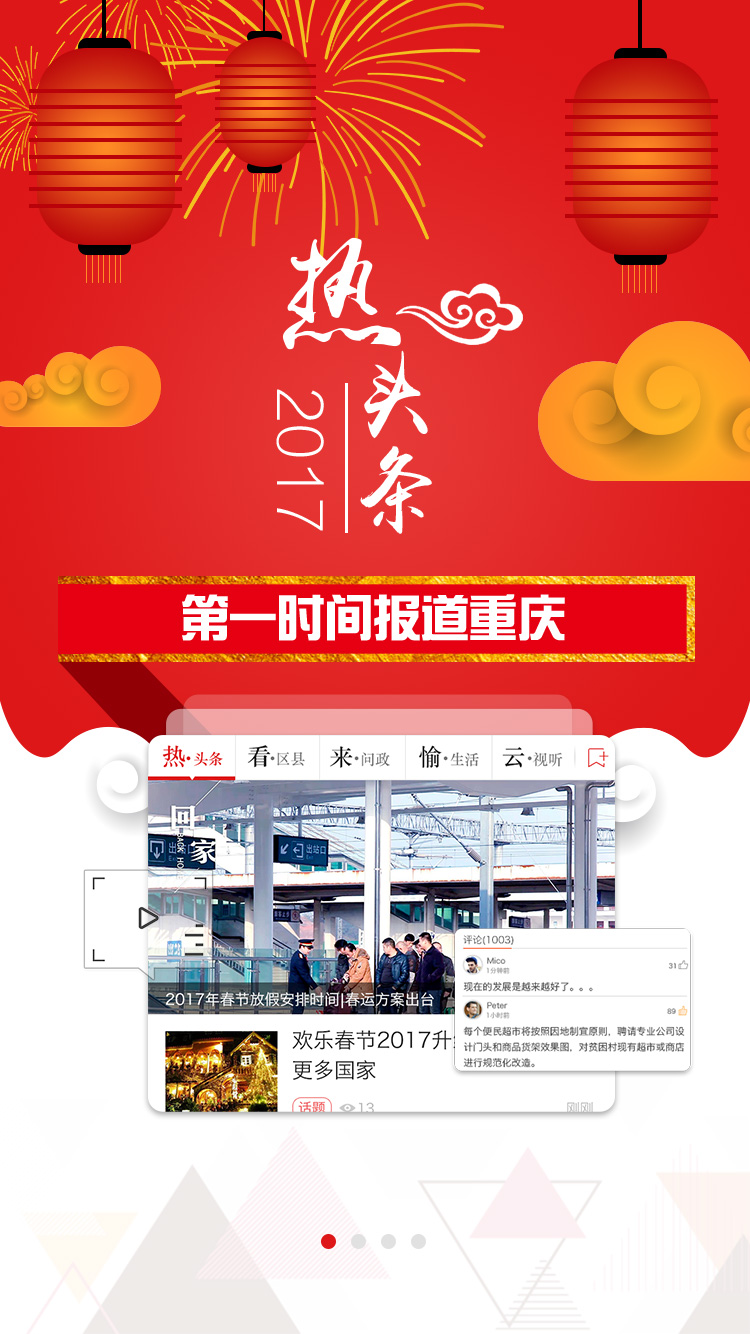 热
头条
2017
第一时间报道重庆
热·头条 看·区县 来·问政 愉·生活 云·视听
回家
BACK HO
出站口
2017年春节放假安排时间|春运方案出台
评论(1003)
Mico
1分钟前
31
现在的发展是越来越好了。。。
Peter
1小时前
89
每个便民超市将按照因地制宜原则，聘请专业公司设
计门头和商品货架效果图，对贫困村现有超市或商店
进行规范化改造。
欢乐春节2017升
更多国家
话题 13 刚刚